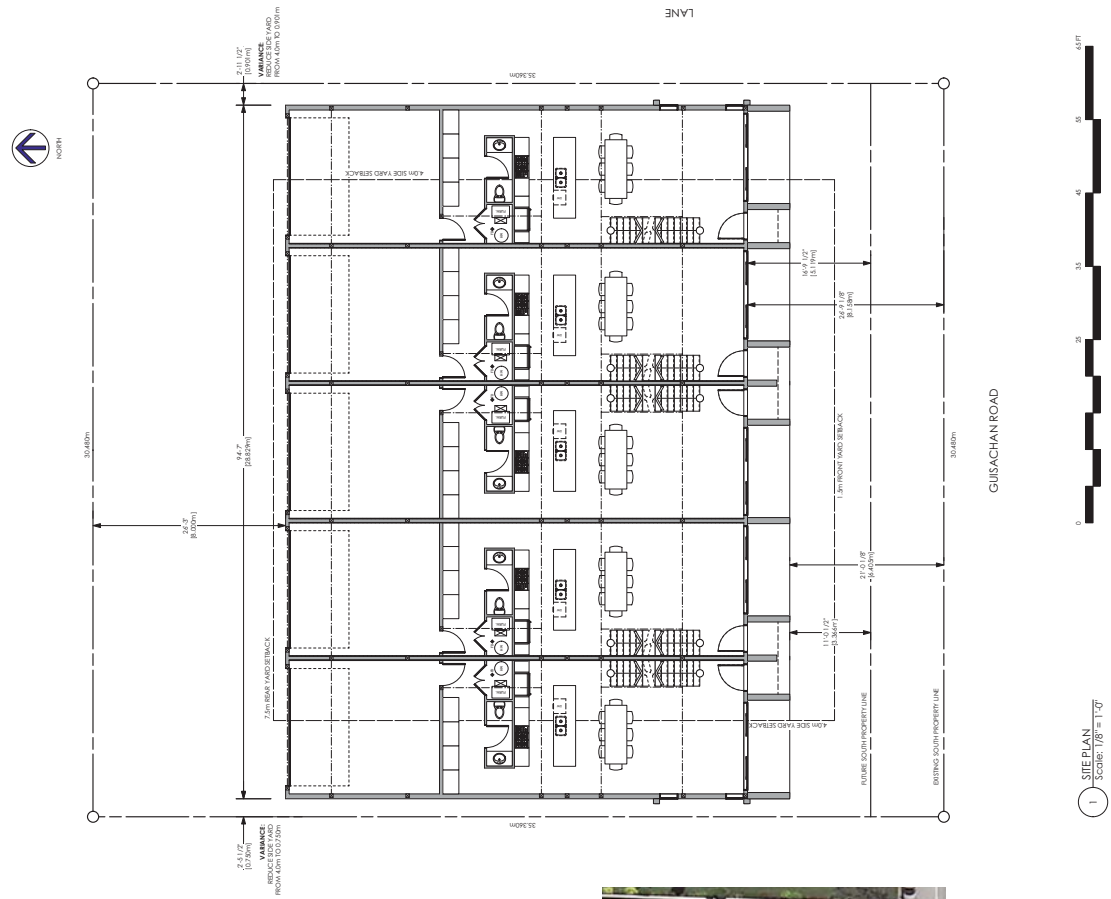 LANE
2'-11 1/2"
[0.901m]
VARIANCE:
REDUCE SIDE YARD
FROM 4.0m TO 0.901m
35.360m
NORTH
4.0m SIDE YARD SETBACK
30.480m
94'-7"
[28.829m]
26'-3"
[8.000m]
16'-9 1/2"
[5.119m]
26'-9 1/8"
[8.158m]
1.5m FRONT YARD SETBACK
21'-0 1/8"
[6.405m]
11'-0 1/2"
[3.366m]
7.5m REAR YARD SETBACK
4.0m SIDE YARD SETBACK
FUTURE SOUTH PROPERTY LINE
EXISTING SOUTH PROPERTY LINE
30.480m
GUISACHAN ROAD
35.360m
2'-5 1/2"
[0.750m]
VARIANCE:
REDUCE SIDE YARD
FROM 4.0m TO 0.750m
0
25
35
45
55
65 FT
1
SITE PLAN
Scale: 1/8" = 1'-0"